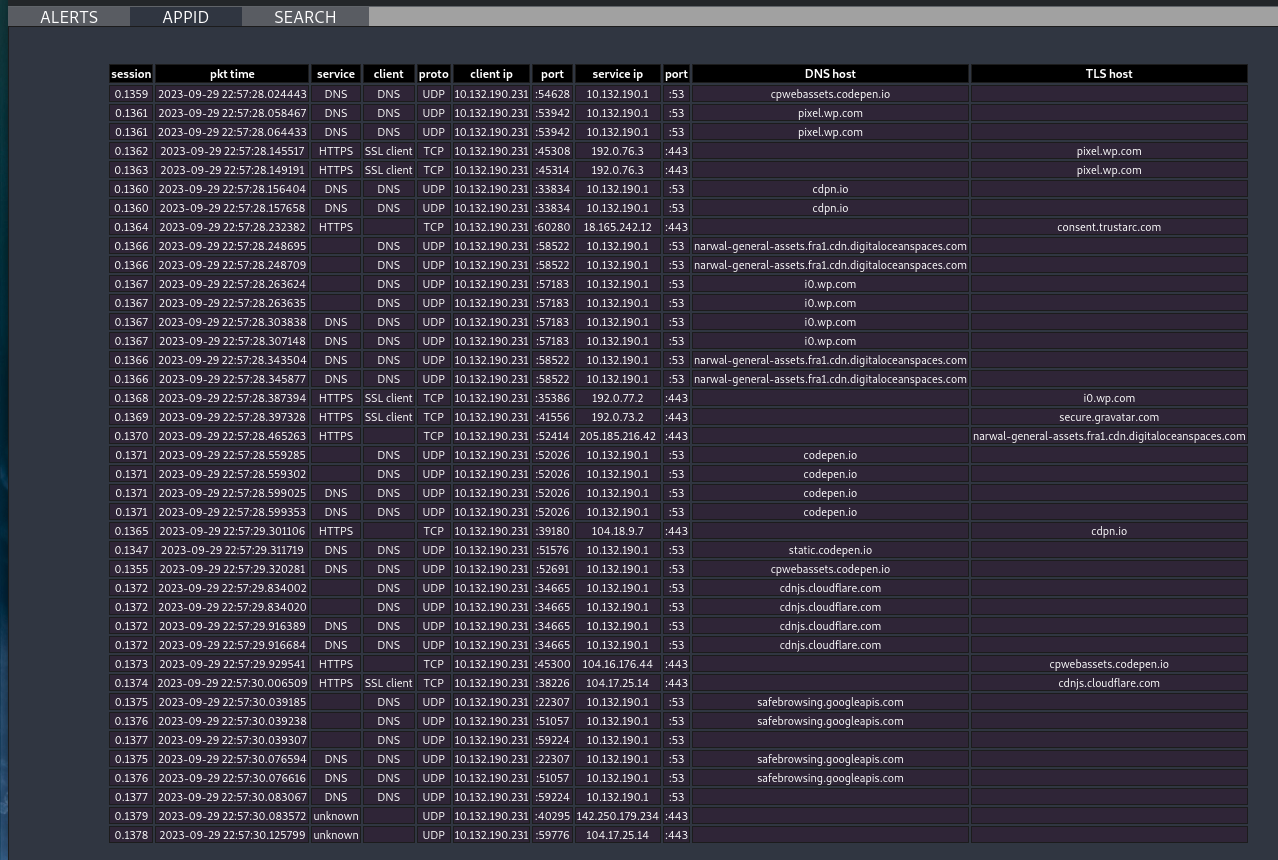 ALERTS APPID SEARCH
session pkt time service client proto client ip port service ip port DNS host TLS host
0.1359 2023-09-29 22:57:28.024443 DNS DNS UDP 10.132.190.231 :54628 10.132.190.1 :53 cpwebassets.codepen.io
0.1361 2023-09-29 22:57:28.058467 DNS DNS UDP 10.132.190.231 :53942 10.132.190.1 :53 pixel.wp.com
0.1361 2023-09-29 22:57:28.064433 DNS DNS UDP 10.132.190.231 :53942 10.132.190.1 :53 pixel.wp.com
0.1362 2023-09-29 22:57:28.145517 HTTPS SSL client TCP 10.132.190.231 :45308 192.0.76.3 :443 pixel.wp.com
0.1363 2023-09-29 22:57:28.149191 HTTPS SSL client TCP 10.132.190.231 :45314 192.0.76.3 :443 pixel.wp.com
0.1360 2023-09-29 22:57:28.156404 DNS DNS UDP 10.132.190.231 :33834 10.132.190.1 :53 cdpn.io
0.1360 2023-09-29 22:57:28.157658 DNS DNS UDP 10.132.190.231 :33834 10.132.190.1 :53 cdpn.io
0.1364 2023-09-29 22:57:28.232382 HTTPS TCP 10.132.190.231 :60280 18.165.242.12 :443 consent.trustarc.com
0.1366 2023-09-29 22:57:28.248695 DNS UDP 10.132.190.231 :58522 10.132.190.1 :53 narwal-general-assets.fra1.cdn.digitaloceanspaces.com
0.1366 2023-09-29 22:57:28.248709 DNS UDP 10.132.190.231 :58522 10.132.190.1 :53 narwal-general-assets.fra1.cdn.digitaloceanspaces.com
0.1367 2023-09-29 22:57:28.263624 DNS UDP 10.132.190.231 :57183 10.132.190.1 :53 i0.wp.com
0.1367 2023-09-29 22:57:28.263635 DNS UDP 10.132.190.231 :57183 10.132.190.1 :53 i0.wp.com
0.1367 2023-09-29 22:57:28.303838 DNS DNS UDP 10.132.190.231 :57183 10.132.190.1 :53 i0.wp.com
0.1367 2023-09-29 22:57:28.307148 DNS DNS UDP 10.132.190.231 :57183 10.132.190.1 :53 i0.wp.com
0.1366 2023-09-29 22:57:28.343504 DNS DNS UDP 10.132.190.231 :58522 10.132.190.1 :53 narwal-general-assets.fra1.cdn.digitaloceanspaces.com
0.1366 2023-09-29 22:57:28.345877 DNS DNS UDP 10.132.190.231 :58522 10.132.190.1 :53 narwal-general-assets.fra1.cdn.digitaloceanspaces.com
0.1368 2023-09-29 22:57:28.387394 HTTPS SSL client TCP 10.132.190.231 :35386 192.0.77.2 :443 i0.wp.com
0.1369 2023-09-29 22:57:28.397328 HTTPS SSL client TCP 10.132.190.231 :41556 192.0.73.2 :443 secure.gravatar.com
0.1370 2023-09-29 22:57:28.465263 HTTPS TCP 10.132.190.231 :52414 205.185.216.42 :443 narwal-general-assets.fra1.cdn.digitaloceanspaces.com
0.1371 2023-09-29 22:57:28.559285 DNS UDP 10.132.190.231 :52026 10.132.190.1 :53 codepen.io
0.1371 2023-09-29 22:57:28.559302 DNS UDP 10.132.190.231 :52026 10.132.190.1 :53 codepen.io
0.1371 2023-09-29 22:57:28.599025 DNS DNS UDP 10.132.190.231 :52026 10.132.190.1 :53 codepen.io
0.1371 2023-09-29 22:57:28.599353 DNS DNS UDP 10.132.190.231 :52026 10.132.190.1 :53 codepen.io
0.1365 2023-09-29 22:57:29.301106 HTTPS TCP 10.132.190.231 :39180 104.18.9.7 :443 cdpn.io
0.1347 2023-09-29 22:57:29.311719 DNS DNS UDP 10.132.190.231 :51576 10.132.190.1 :53 static.codepen.io
0.1355 2023-09-29 22:57:29.320281 DNS DNS UDP 10.132.190.231 :52691 10.132.190.1 :53 cpwebassets.codepen.io
0.1372 2023-09-29 22:57:29.834002 DNS UDP 10.132.190.231 :34665 10.132.190.1 :53 cdnjs.cloudflare.com
0.1372 2023-09-29 22:57:29.834020 DNS UDP 10.132.190.231 :34665 10.132.190.1 :53 cdnjs.cloudflare.com
0.1372 2023-09-29 22:57:29.916389 DNS DNS UDP 10.132.190.231 :34665 10.132.190.1 :53 cdnjs.cloudflare.com
0.1372 2023-09-29 22:57:29.916684 DNS DNS UDP 10.132.190.231 :34665 10.132.190.1 :53 cdnjs.cloudflare.com
0.1373 2023-09-29 22:57:29.929541 HTTPS TCP 10.132.190.231 :45300 104.16.176.44 :443 cpwebassets.codepen.io
0.1374 2023-09-29 22:57:30.006509 HTTPS SSL client TCP 10.132.190.231 :38226 104.17.25.14 :443 cdnjs.cloudflare.com
0.1375 2023-09-29 22:57:30.039185 DNS UDP 10.132.190.231 :22307 10.132.190.1 :53 safebrowsing.googleapis.com
0.1376 2023-09-29 22:57:30.039238 DNS UDP 10.132.190.231 :51057 10.132.190.1 :53 safebrowsing.googleapis.com
0.1377 2023-09-29 22:57:30.039307 DNS UDP 10.132.190.231 :59224 10.132.190.1 :53
0.1375 2023-09-29 22:57:30.076594 DNS DNS UDP 10.132.190.231 :22307 10.132.190.1 :53 safebrowsing.googleapis.com
0.1376 2023-09-29 22:57:30.076616 DNS DNS UDP 10.132.190.231 :51057 10.132.190.1 :53 safebrowsing.googleapis.com
0.1377 2023-09-29 22:57:30.083067 DNS DNS UDP 10.132.190.231 :59224 10.132.190.1 :53
0.1379 2023-09-29 22:57:30.083572 unknown UDP 10.132.190.231 :40295 142.250.179.234 :443
0.1378 2023-09-29 22:57:30.125799 unknown UDP 10.132.190.231 :59776 104.17.25.14 :443